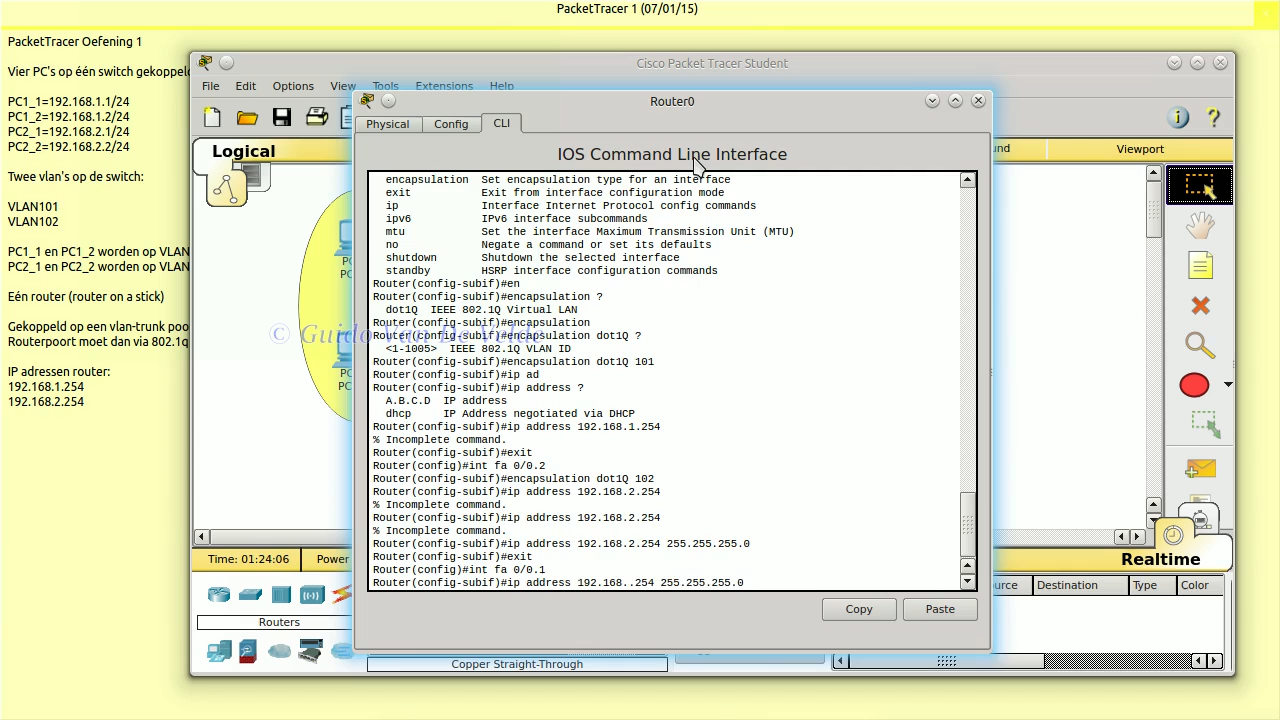 PacketTracer 1 (07/01/15)
PacketTracer Oefening 1
Vier PC's op één switch gekoppeld
PC1_1=192.168.1.1/24
PC1_2=192.168.1.2/24
PC2_1=192.168.2.1/24
PC2_2=192.168.2.2/24
Twee vlan's op de switch:
VLAN101
VLAN102
PC1_1 en PC1_2 worden op VLAN
PC2_1 en PC2_2 worden op VLAN
Eén router (router on a stick)
Gekoppeld op een vlan-trunk poo
Routerpoort moet dan via 802.1q
IP adressen router:
192.168.1.254
192.168.2.254
Cisco Packet Tracer Student
File Edit Options View Tools Extensions Help
Logical
Viewport
Router0
Physical Config CLI
IOS Command Line Interface
encapsulation Set encapsulation type for an interface
exit Exit from interface configuration mode
ip Interface Internet Protocol config commands
ipv6 IPv6 interface subcommands
mtu Set the interface Maximum Transmission Unit (MTU)
no Negate a command or set its defaults
shutdown Shutdown the selected interface
standby HSRP interface configuration commands
Router(config-subif)#en
Router(config-subif)#encapsulation ?
dot1Q IEEE 802.1Q Virtual LAN
Router(config-subif)#encapsulation
Router(config-subif)#encapsulation dot1Q ?
<1-1005> IEEE 802.1Q VLAN ID
Router(config-subif)#encapsulation dot1Q 101
Router(config-subif)#ip ad
Router(config-subif)#ip address ?
A.B.C.D IP address
dhcp IP Address negotiated via DHCP
Router(config-subif)#ip address 192.168.1.254
% Incomplete command.
Router(config-subif)#exit
Router(config)#int fa 0/0.2
Router(config-subif)#encapsulation dot1Q 102
Router(config-subif)#ip address 192.168.2.254
% Incomplete command.
Router(config-subif)#ip address 192.168.2.254
% Incomplete command.
Router(config-subif)#ip address 192.168.2.254 255.255.255.0
Router(config-subif)#exit
Router(config)#int fa 0/0.1
Router(config-subif)#ip address 192.168..254 255.255.255.0
Copy Paste
© Guido Van De Velde
Time: 01:24:06 Power
Realtime
Routers
Copper Straight-Through
Destination Type Color